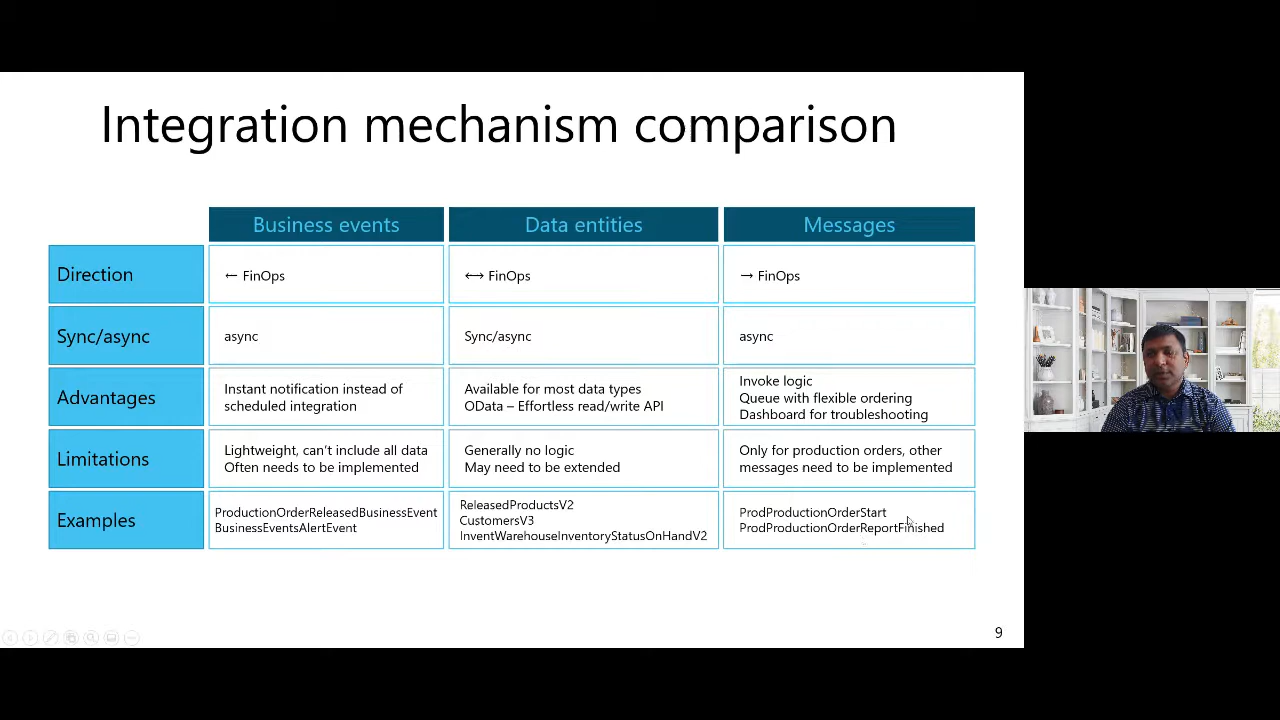 Integration mechanism comparison
Business events
Data entities
Messages
Direction
← FinOps
↔ FinOps
→ FinOps
Sync/async
async
Sync/async
async
Advantages
Instant notification instead of
scheduled integration
Available for most data types
OData – Effortless read/write API
Invoke logic
Queue with flexible ordering
Dashboard for troubleshooting
Limitations
Lightweight, can't include all data
Often needs to be implemented
Generally no logic
May need to be extended
Only for production orders, other
messages need to be implemented
Examples
ProductionOrderReleasedBusinessEvent
BusinessEventsAlertEvent
ReleasedProductsV2
CustomersV3
InventWarehouseInventoryStatusOnHandV2
ProdProductionOrderStart
ProdProductionOrderReportFinished
9